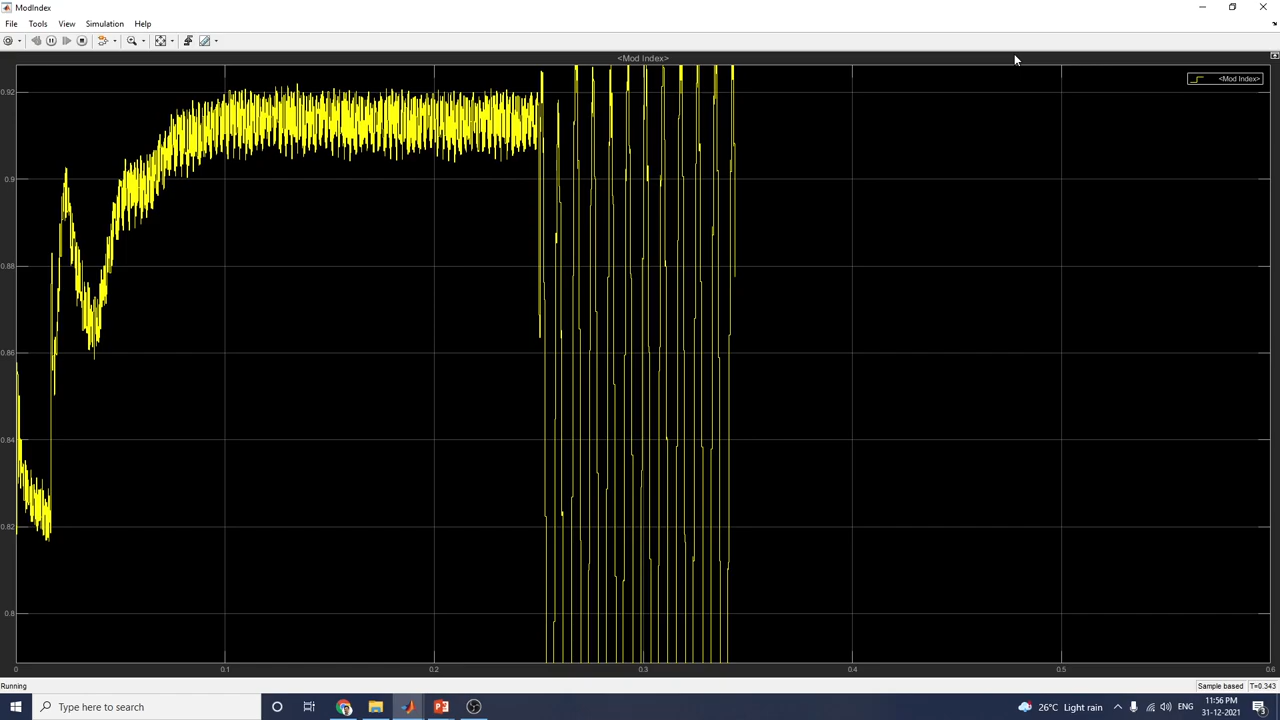 ModIndex
File Tools View Simulation Help
<Mod Index>
<Mod Index>
0.92
0.9
0.88
0.86
0.84
0.82
0.8
0 0.1 0.2 0.3 0.4 0.5 0.6
Running Sample based T=0.343
Type here to search 26°C Light rain ENG 11:56 PM
31-12-2021
3